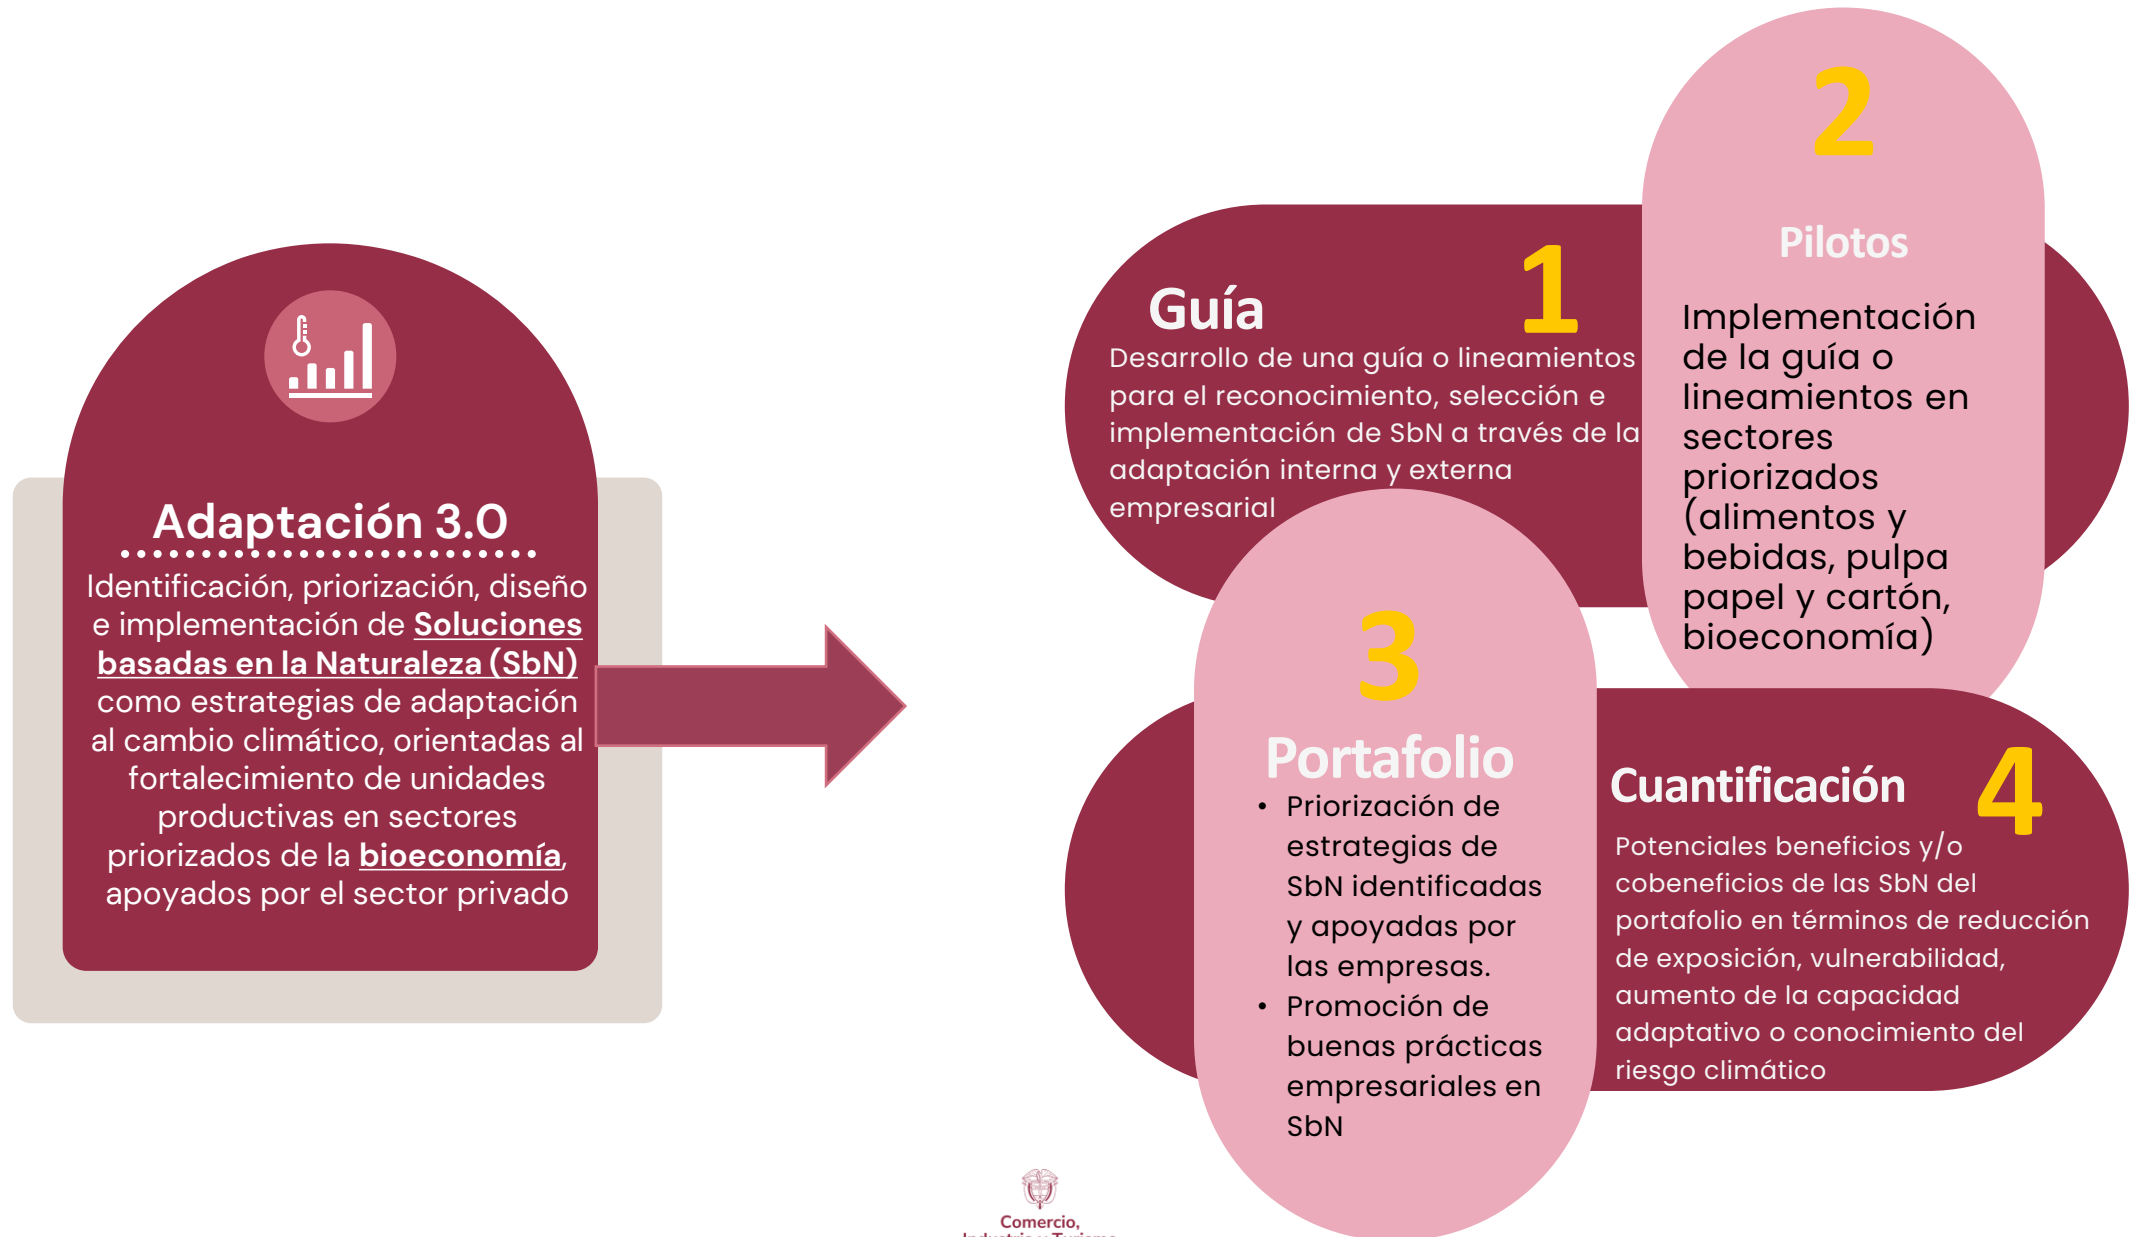 Adaptación 3.0
Identificación, priorización, diseño
e implementación de Soluciones
basadas en la Naturaleza (SbN)
como estrategias de adaptación
al cambio climático, orientadas al
fortalecimiento de unidades
productivas en sectores
priorizados de la bioeconomía,
apoyados por el sector privado
1
Guía
Desarrollo de una guía o lineamientos
para el reconocimiento, selección e
implementación de SbN a través de la
adaptación interna y externa
empresarial
2
Pilotos
Implementación
de la guía o
lineamientos en
sectores
priorizados
(alimentos y
bebidas, pulpa
papel y cartón,
bioeconomía)
3
Portafolio
• Priorización de
estrategias de
SbN identificadas
y apoyadas por
las empresas.
• Promoción de
buenas prácticas
empresariales en
SbN
4
Cuantificación
Potenciales beneficios y/o
cobeneficios de las SbN del
portafolio en términos de reducción
de exposición, vulnerabilidad,
aumento de la capacidad
adaptativo o conocimiento del
riesgo climático
Comercio,
Industria y Turismo